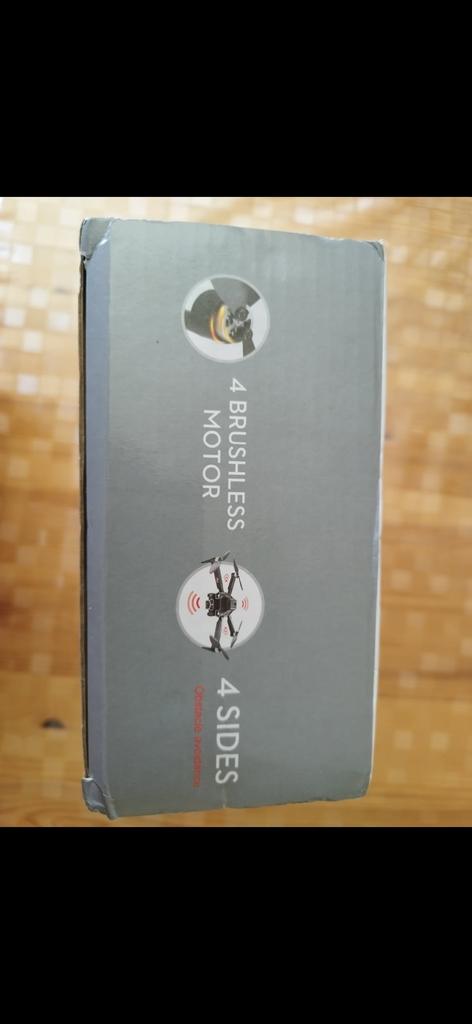 4 BRUSHLESS
MOTOR
4 SIDES
Obstacle avoidance